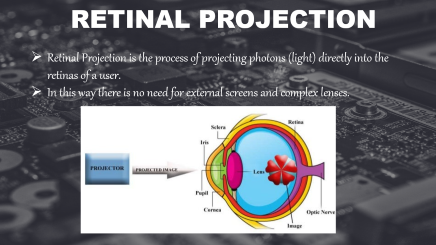 RETINAL PROJECTION
➤ Retinal Projection is the process of projecting photons (light) directly into the
retinas of a user.
➤ In this way there is no need for external screens and complex lenses.
Sclera
Retina
Iris
PROJECTOR
PROJECTED IMAGE
Lens
Pupil
Cornea
Optic Nerve
Image